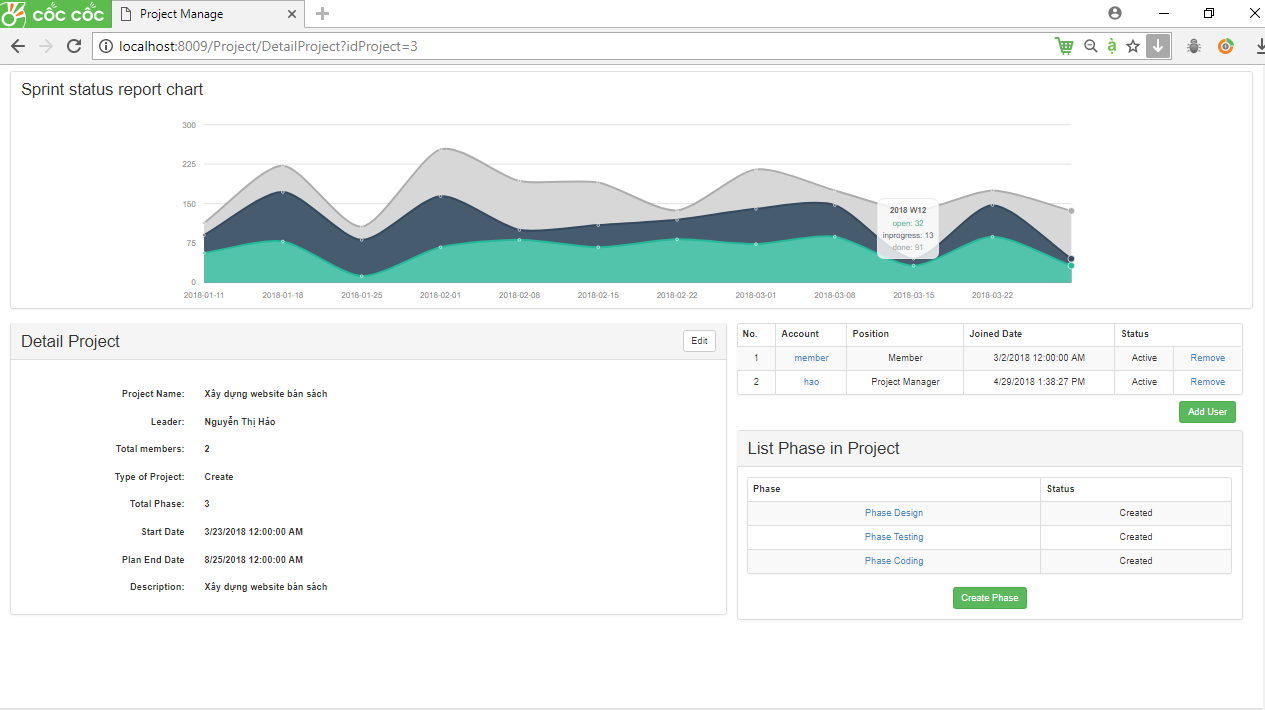 cốc cốc
Project Manage
localhost:8009/Project/DetailProject?idProject=3
Sprint status report chart
300
225
150
75
0
2018 W12
open: 32
inprogress: 13
done: 91
2018-01-11 2018-01-18 2018-01-25 2018-02-01 2018-02-08 2018-02-15 2018-02-22 2018-03-01 2018-03-08 2018-03-15 2018-03-22
Detail Project Edit
Project Name: Xây dựng website bán sách
Leader: Nguyễn Thị Hảo
Total members: 2
Type of Project: Create
Total Phase: 3
Start Date 3/23/2018 12:00:00 AM
Plan End Date 8/25/2018 12:00:00 AM
Description: Xây dựng website bán sách
No. Account Position Joined Date Status
1 member Member 3/2/2018 12:00:00 AM Active Remove
2 hao Project Manager 4/29/2018 1:38:27 PM Active Remove
Add User
List Phase in Project
Phase Status
Phase Design Created
Phase Testing Created
Phase Coding Created
Create Phase